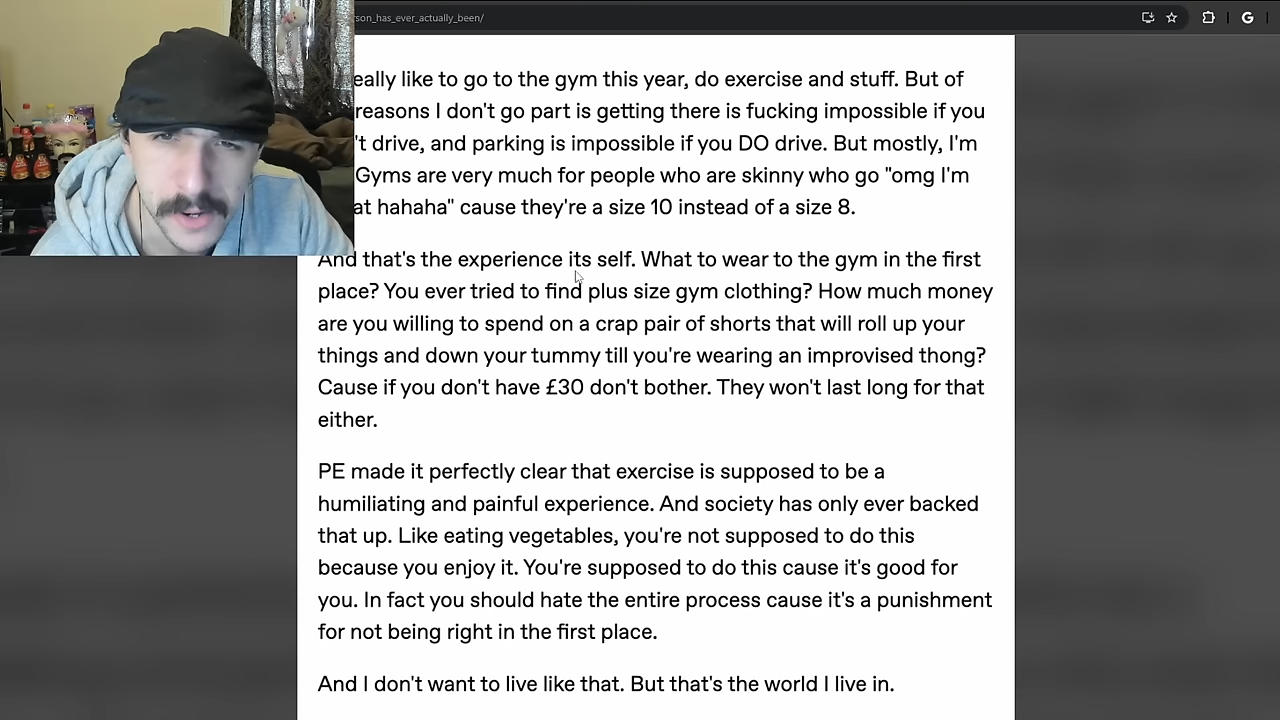 rson_has_ever_actually_been/
eally like to go to the gym this year, do exercise and stuff. But of
reasons I don't go part is getting there is fucking impossible if you
't drive, and parking is impossible if you DO drive. But mostly, I'm
Gyms are very much for people who are skinny who go "omg I'm
at hahaha" cause they're a size 10 instead of a size 8.
And that's the experience its self. What to wear to the gym in the first
place? You ever tried to find plus size gym clothing? How much money
are you willing to spend on a crap pair of shorts that will roll up your
things and down your tummy till you're wearing an improvised thong?
Cause if you don't have £30 don't bother. They won't last long for that
either.
PE made it perfectly clear that exercise is supposed to be a
humiliating and painful experience. And society has only ever backed
that up. Like eating vegetables, you're not supposed to do this
because you enjoy it. You're supposed to do this cause it's good for
you. In fact you should hate the entire process cause it's a punishment
for not being right in the first place.
And I don't want to live like that. But that's the world I live in.